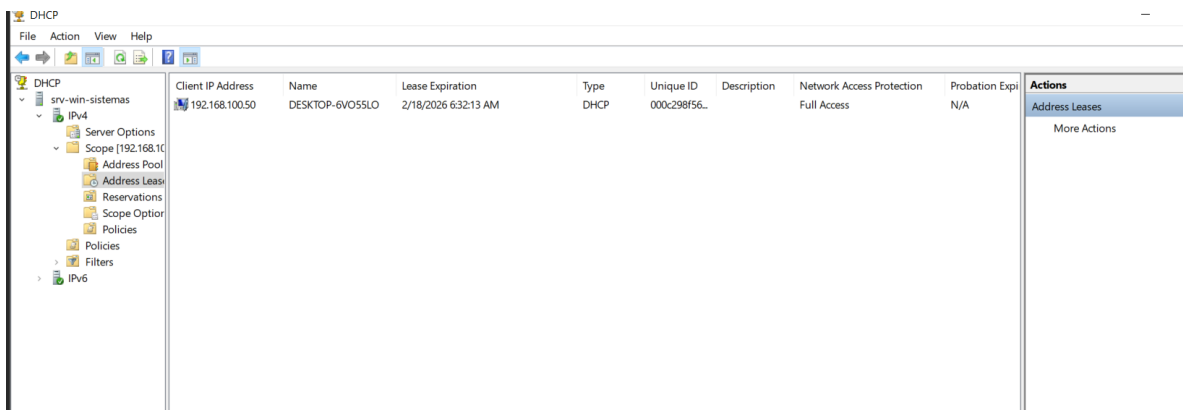 DHCP
File Action View Help
DHCP
srv-win-sistemas
IPv4
Server Options
Scope [192.168.10
Address Pool
Address Leas
Reservations
Scope Option
Policies
Policies
Filters
IPv6
Client IP Address Name Lease Expiration Type Unique ID Description Network Access Protection Probation Expi
192.168.100.50 DESKTOP-6VO55LO 2/18/2026 6:32:13 AM DHCP 000c298f56... Full Access N/A
Actions
Address Leases
More Actions